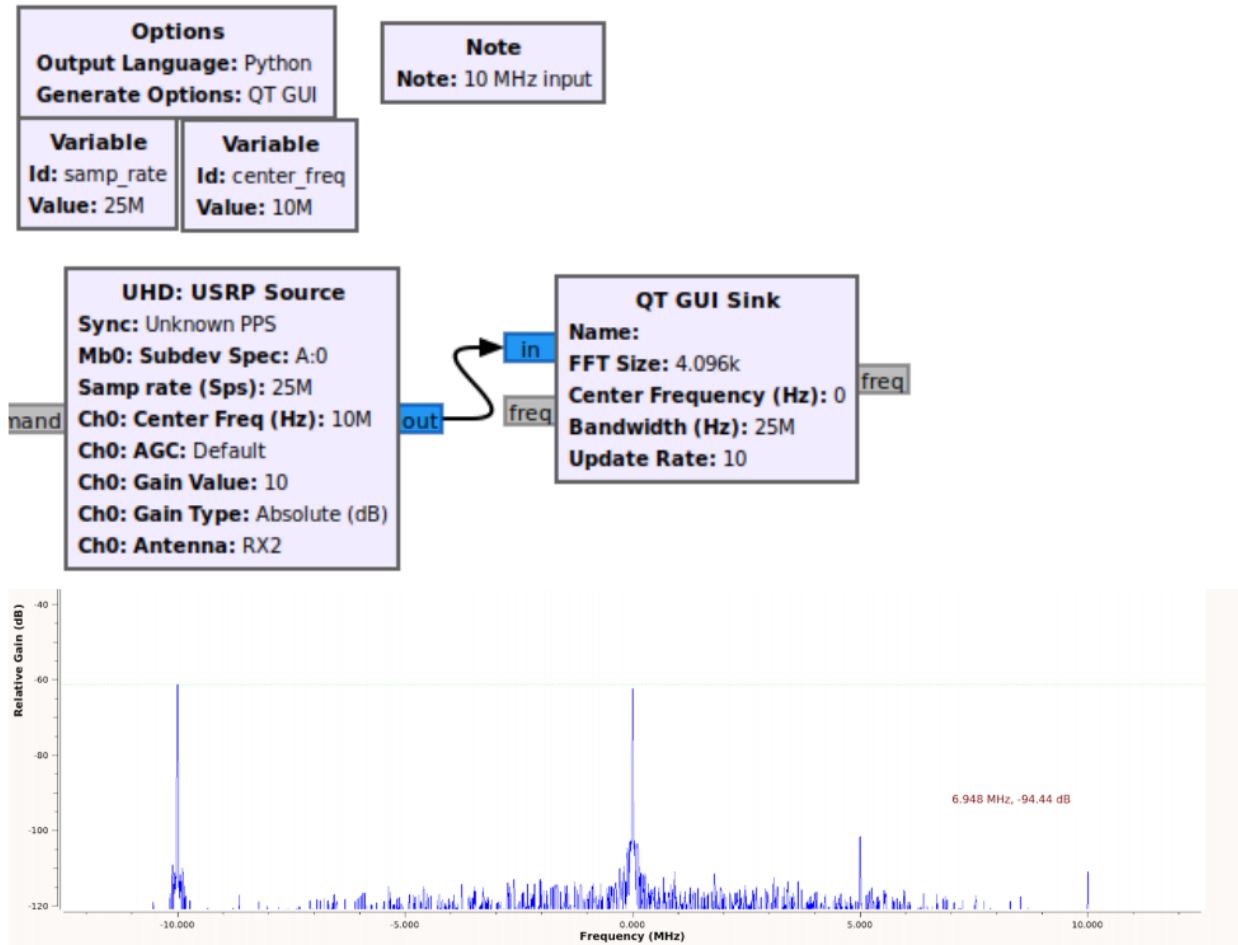 Options
Output Language: Python
Generate Options: QT GUI
Note
Note: 10 MHz input
Variable
Id: samp_rate
Value: 25M
Variable
Id: center_freq
Value: 10M
UHD: USRP Source
Sync: Unknown PPS
Mb0: Subdev Spec: A:0
Samp rate (Sps): 25M
Ch0: Center Freq (Hz): 10M
Ch0: AGC: Default
Ch0: Gain Value: 10
Ch0: Gain Type: Absolute (dB)
Ch0: Antenna: RX2
mand
out
in
freq
QT GUI Sink
Name:
FFT Size: 4.096k
Center Frequency (Hz): 0
Bandwidth (Hz): 25M
Update Rate: 10
freq
Relative Gain (dB)
-40
-60
-80
-100
-120
6.948 MHz, -94.44 dB
-10.000
-5.000
0.000
5.000
10.000
Frequency (MHz)